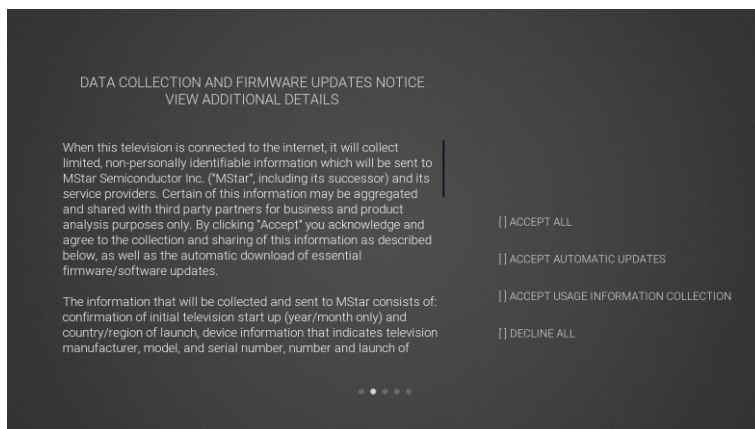 DATA COLLECTION AND FIRMWARE UPDATES NOTICE
VIEW ADDITIONAL DETAILS
When this television is connected to the internet, it will collect
limited, non-personally identifiable information which will be sent to
MStar Semiconductor Inc. ("MStar", including its successor) and its
service providers. Certain of this information may be aggregated
and shared with third party partners for business and product
analysis purposes only. By clicking "Accept" you acknowledge and
agree to the collection and sharing of this information as described
below, as well as the automatic download of essential
firmware/software updates.
The information that will be collected and sent to MStar consists of:
confirmation of initial television start up (year/month only) and
country/region of launch, device information that indicates television
manufacturer, model, and serial number, number and launch of
[ ] ACCEPT ALL
[ ] ACCEPT AUTOMATIC UPDATES
[ ] ACCEPT USAGE INFORMATION COLLECTION
[ ] DECLINE ALL